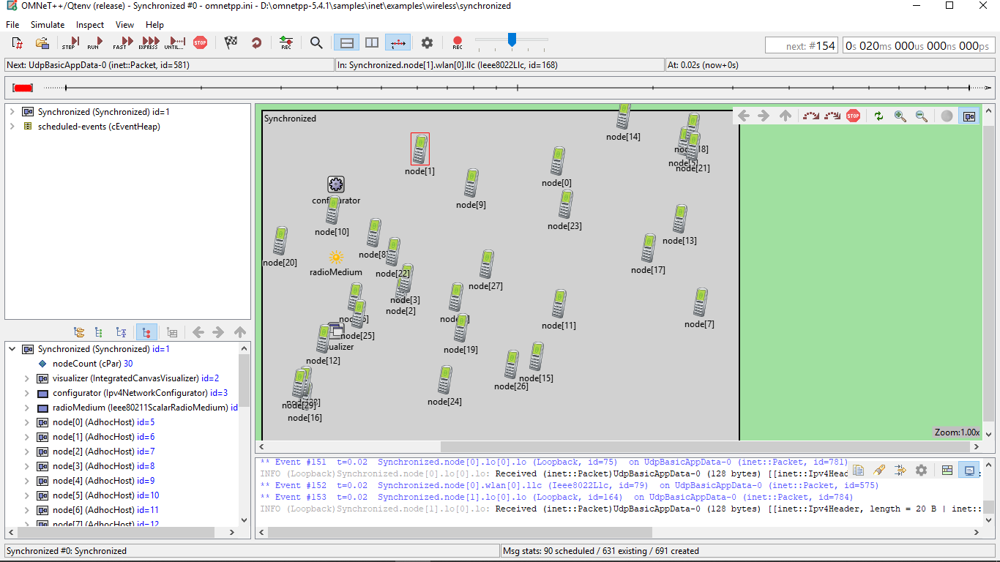 OMNeT++/Qtenv (release) - Synchronized #0 - omnetpp.ini - D:\omnetpp-5.4.1\samples\inet\examples\wireless\synchronized
File Simulate Inspect View Help
STEP RUN FAST EXPRESS UNTIL... STOP REC REC next: #154 0s 020ms 000us 000ns 000ps
Next: UdpBasicAppData-0 (inet::Packet, id=581) In: Synchronized.node[1].wlan[0].llc (Ieee8022Llc, id=168) At: 0.02s (now+0s)
Synchronized (Synchronized) id=1
scheduled-events (cEventHeap)
Synchronized (Synchronized) id=1
nodeCount (cPar) 30
visualizer (IntegratedCanvasVisualizer) id=2
configurator (Ipv4NetworkConfigurator) id=3
radioMedium (Ieee80211ScalarRadioMedium) id
node[0] (AdhocHost) id=5
node[1] (AdhocHost) id=6
node[2] (AdhocHost) id=7
node[3] (AdhocHost) id=8
node[4] (AdhocHost) id=9
node[5] (AdhocHost) id=10
node[6] (AdhocHost) id=11
node[7] (AdhocHost) id=12
Synchronized
STOP
node[14]
18]
node[5]
node[21]
node[1]
node[0]
node[9]
configurator
node[23]
node[10]
node[13]
node[8]
node[20]
radioMedium
node[22]
node[17]
node[27]
node[3]
node[2]
node[11]
node[7]
node[25]
node[19]
node[12]
node[15]
node[26]
node[24]
node[29]
node[16]
Zoom:1.00x
** Event #151 t=0.02 Synchronized.node[0].lo[0].lo (Loopback, id=75) on UdpBasicAppData-0 (inet::Packet, id=781)
INFO (Loopback)Synchronized.node[0].lo[0].lo: Received (inet::Packet)UdpBasicAppData-0 (128 bytes) [[inet::Ipv4Hea
** Event #152 t=0.02 Synchronized.node[0].wlan[0].llc (Ieee8022Llc, id=79) on UdpBasicAppData-0 (inet::Packet, id=575)
** Event #153 t=0.02 Synchronized.node[1].lo[0].lo (Loopback, id=164) on UdpBasicAppData-0 (inet::Packet, id=784)
INFO (Loopback)Synchronized.node[1].lo[0].lo: Received (inet::Packet)UdpBasicAppData-0 (128 bytes) [[inet::Ipv4Header, length = 20 B | inet::
Synchronized #0: Synchronized Msg stats: 90 scheduled / 631 existing / 691 created